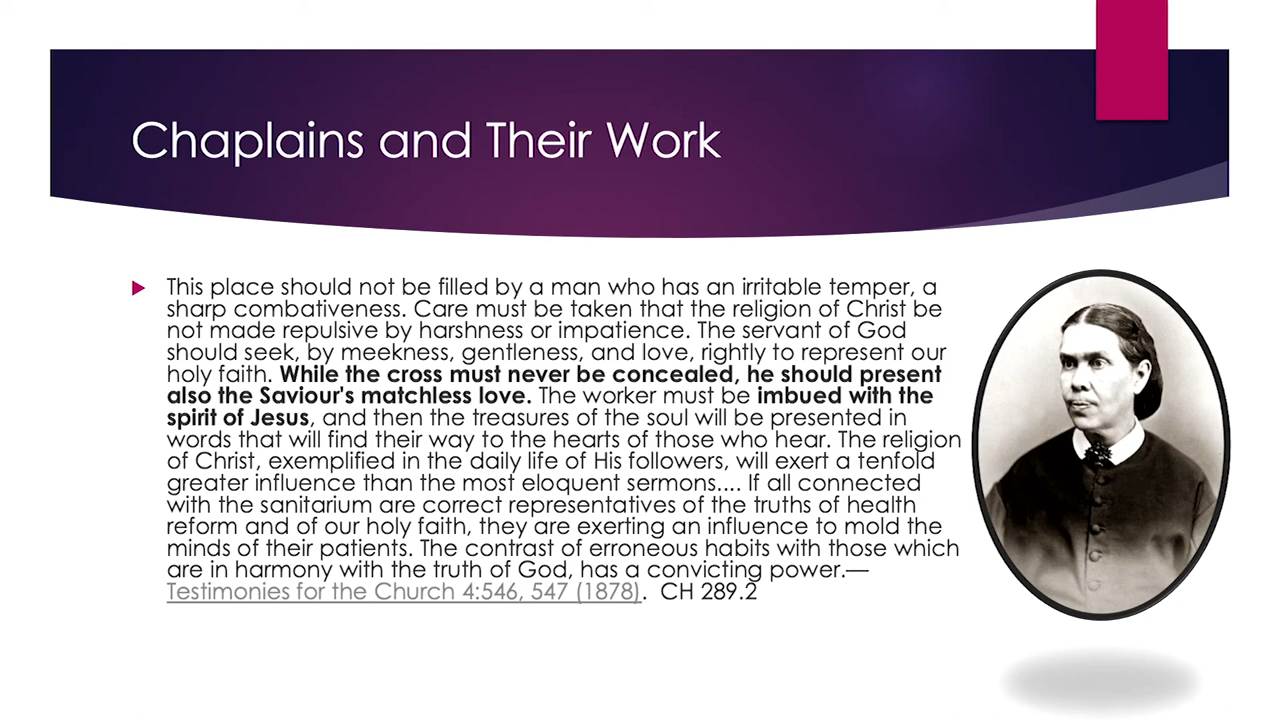 Chaplains and Their Work
This place should not be filled by a man who has an irritable temper, a
sharp combativeness. Care must be taken that the religion of Christ be
not made repulsive by harshness or impatience. The servant of God
should seek, by meekness, gentleness, and love, rightly to represent our
holy faith. While the cross must never be concealed, he should present
also the Saviour's matchless love. The worker must be imbued with the
spirit of Jesus, and then the treasures of the soul will be presented in
words that will find their way to the hearts of those who hear. The religion
of Christ, exemplified in the daily life of His followers, will exert a tenfold
greater influence than the most eloquent sermons.... If all connected
with the sanitarium are correct representatives of the truths of health
reform and of our holy faith, they are exerting an influence to mold the
minds of their patients. The contrast of erroneous habits with those which
are in harmony with the truth of God, has a convicting power.—
Testimonies for the Church 4:546, 547 (1878). CH 289.2